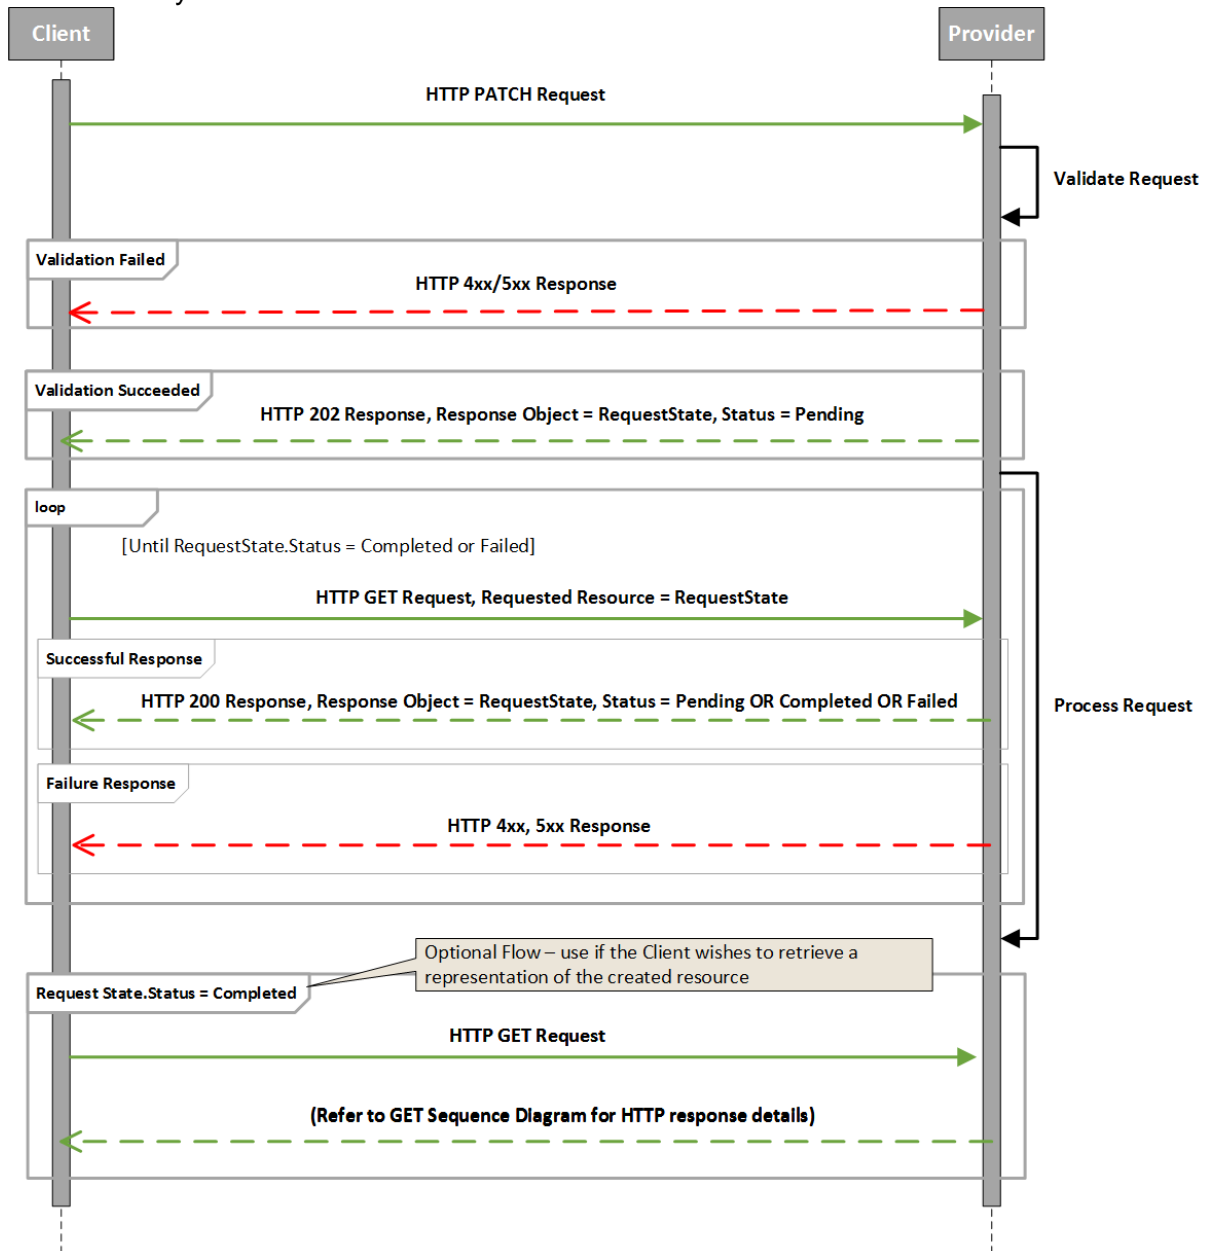 Client
Provider
HTTP PATCH Request
Validate Request
Validation Failed
HTTP 4xx/5xx Response
Validation Succeeded
HTTP 202 Response, Response Object = RequestState, Status = Pending
loop
[Until RequestState.Status = Completed or Failed]
HTTP GET Request, Requested Resource = RequestState
Successful Response
HTTP 200 Response, Response Object = RequestState, Status = Pending OR Completed OR Failed
Process Request
Failure Response
HTTP 4xx, 5xx Response
Optional Flow – use if the Client wishes to retrieve a
representation of the created resource
Request State.Status = Completed
HTTP GET Request
(Refer to GET Sequence Diagram for HTTP response details)